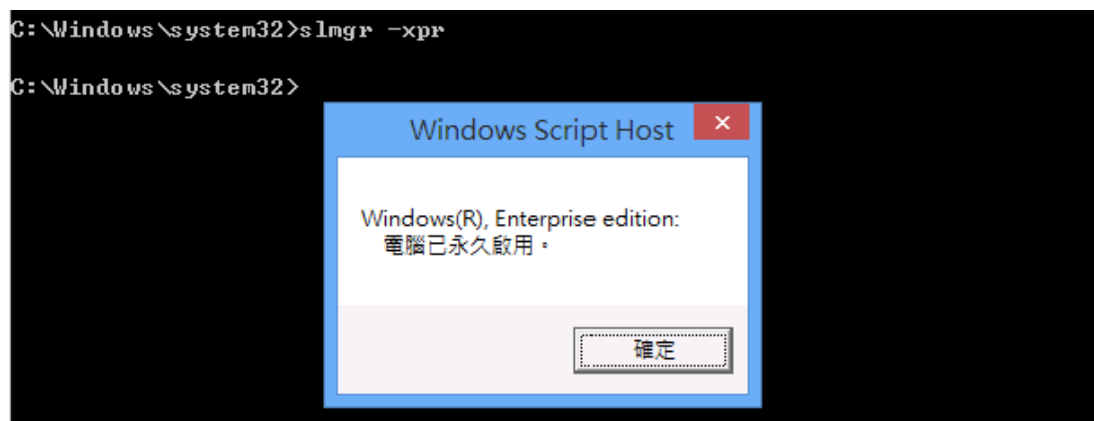 C:\Windows\system32>slmgr -xpr
C:\Windows\system32>
Windows Script Host
Windows(R), Enterprise edition:
電腦已永久啟用。
確定